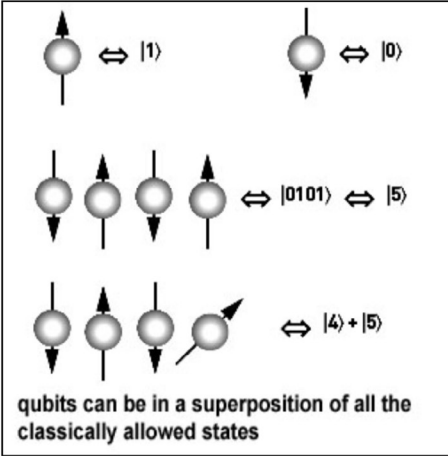 ⇔ |1⟩ ⇔ |0⟩
⇔ |0101⟩ ⇔ |5⟩
⇔ |4⟩ + |5⟩
qubits can be in a superposition of all the
classically allowed states